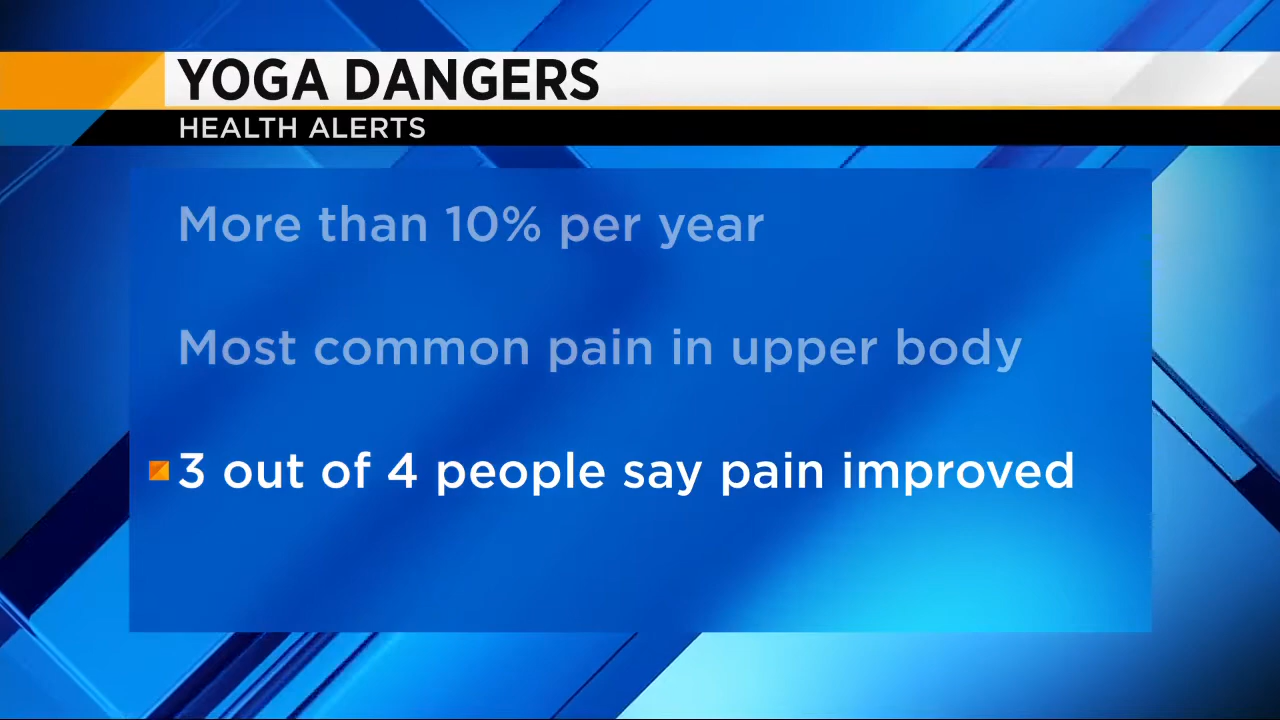 YOGA DANGERS
HEALTH ALERTS
More than 10% per year
Most common pain in upper body
3 out of 4 people say pain improved